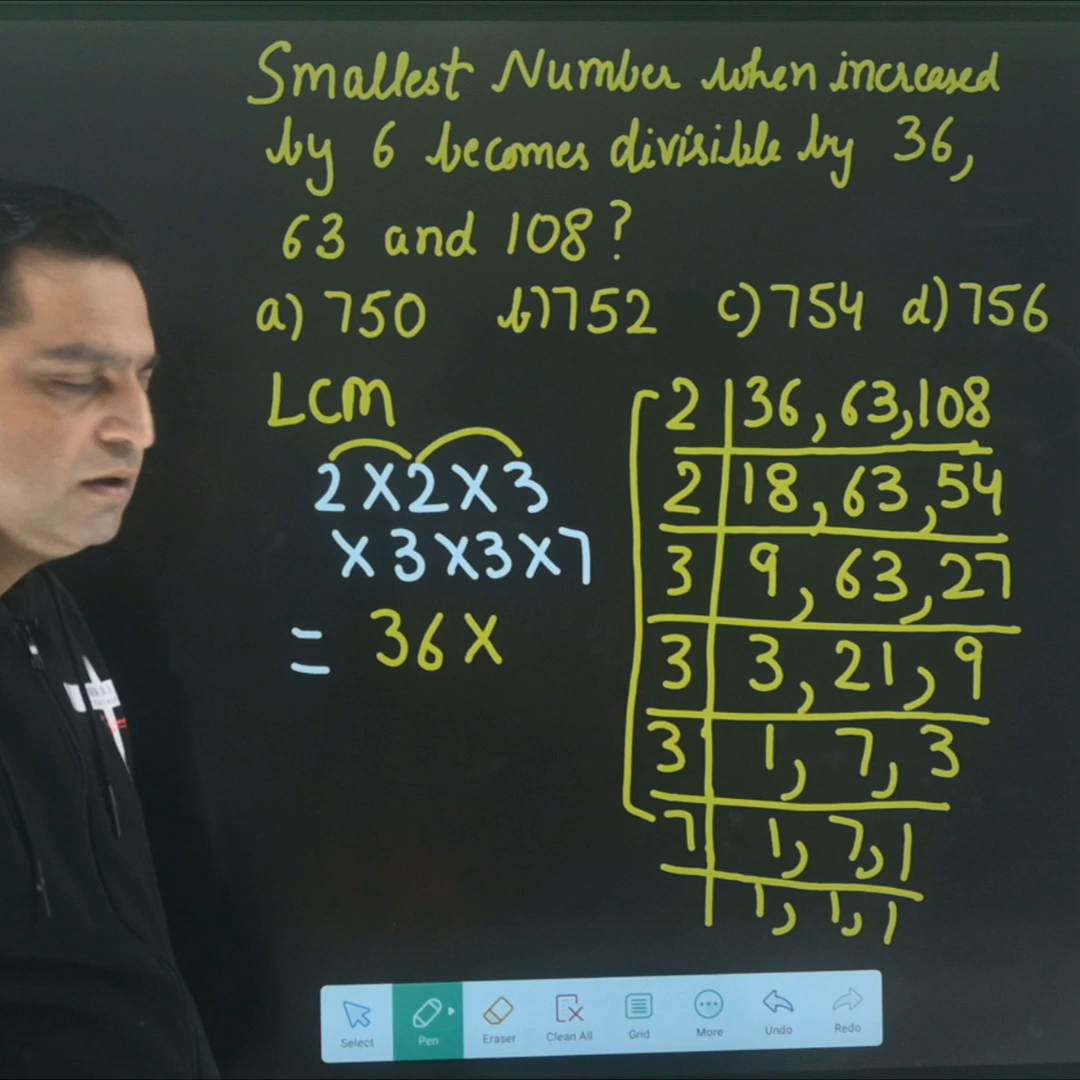 Smallest Number when increased
by 6 becomes divisible by 36,
63 and 108?
a) 750 b) 752 c) 754 d) 756
LCM
2 X 2 X 3
X 3 X 3 X 7
= 36 X
2 | 36, 63, 108
2 | 18, 63, 54
3 | 9, 63, 27
3 | 3, 21, 9
3 | 1, 7, 3
7 | 1, 7, 1
1, 1, 1
Select Pen Eraser Clean All Grid More Undo Redo